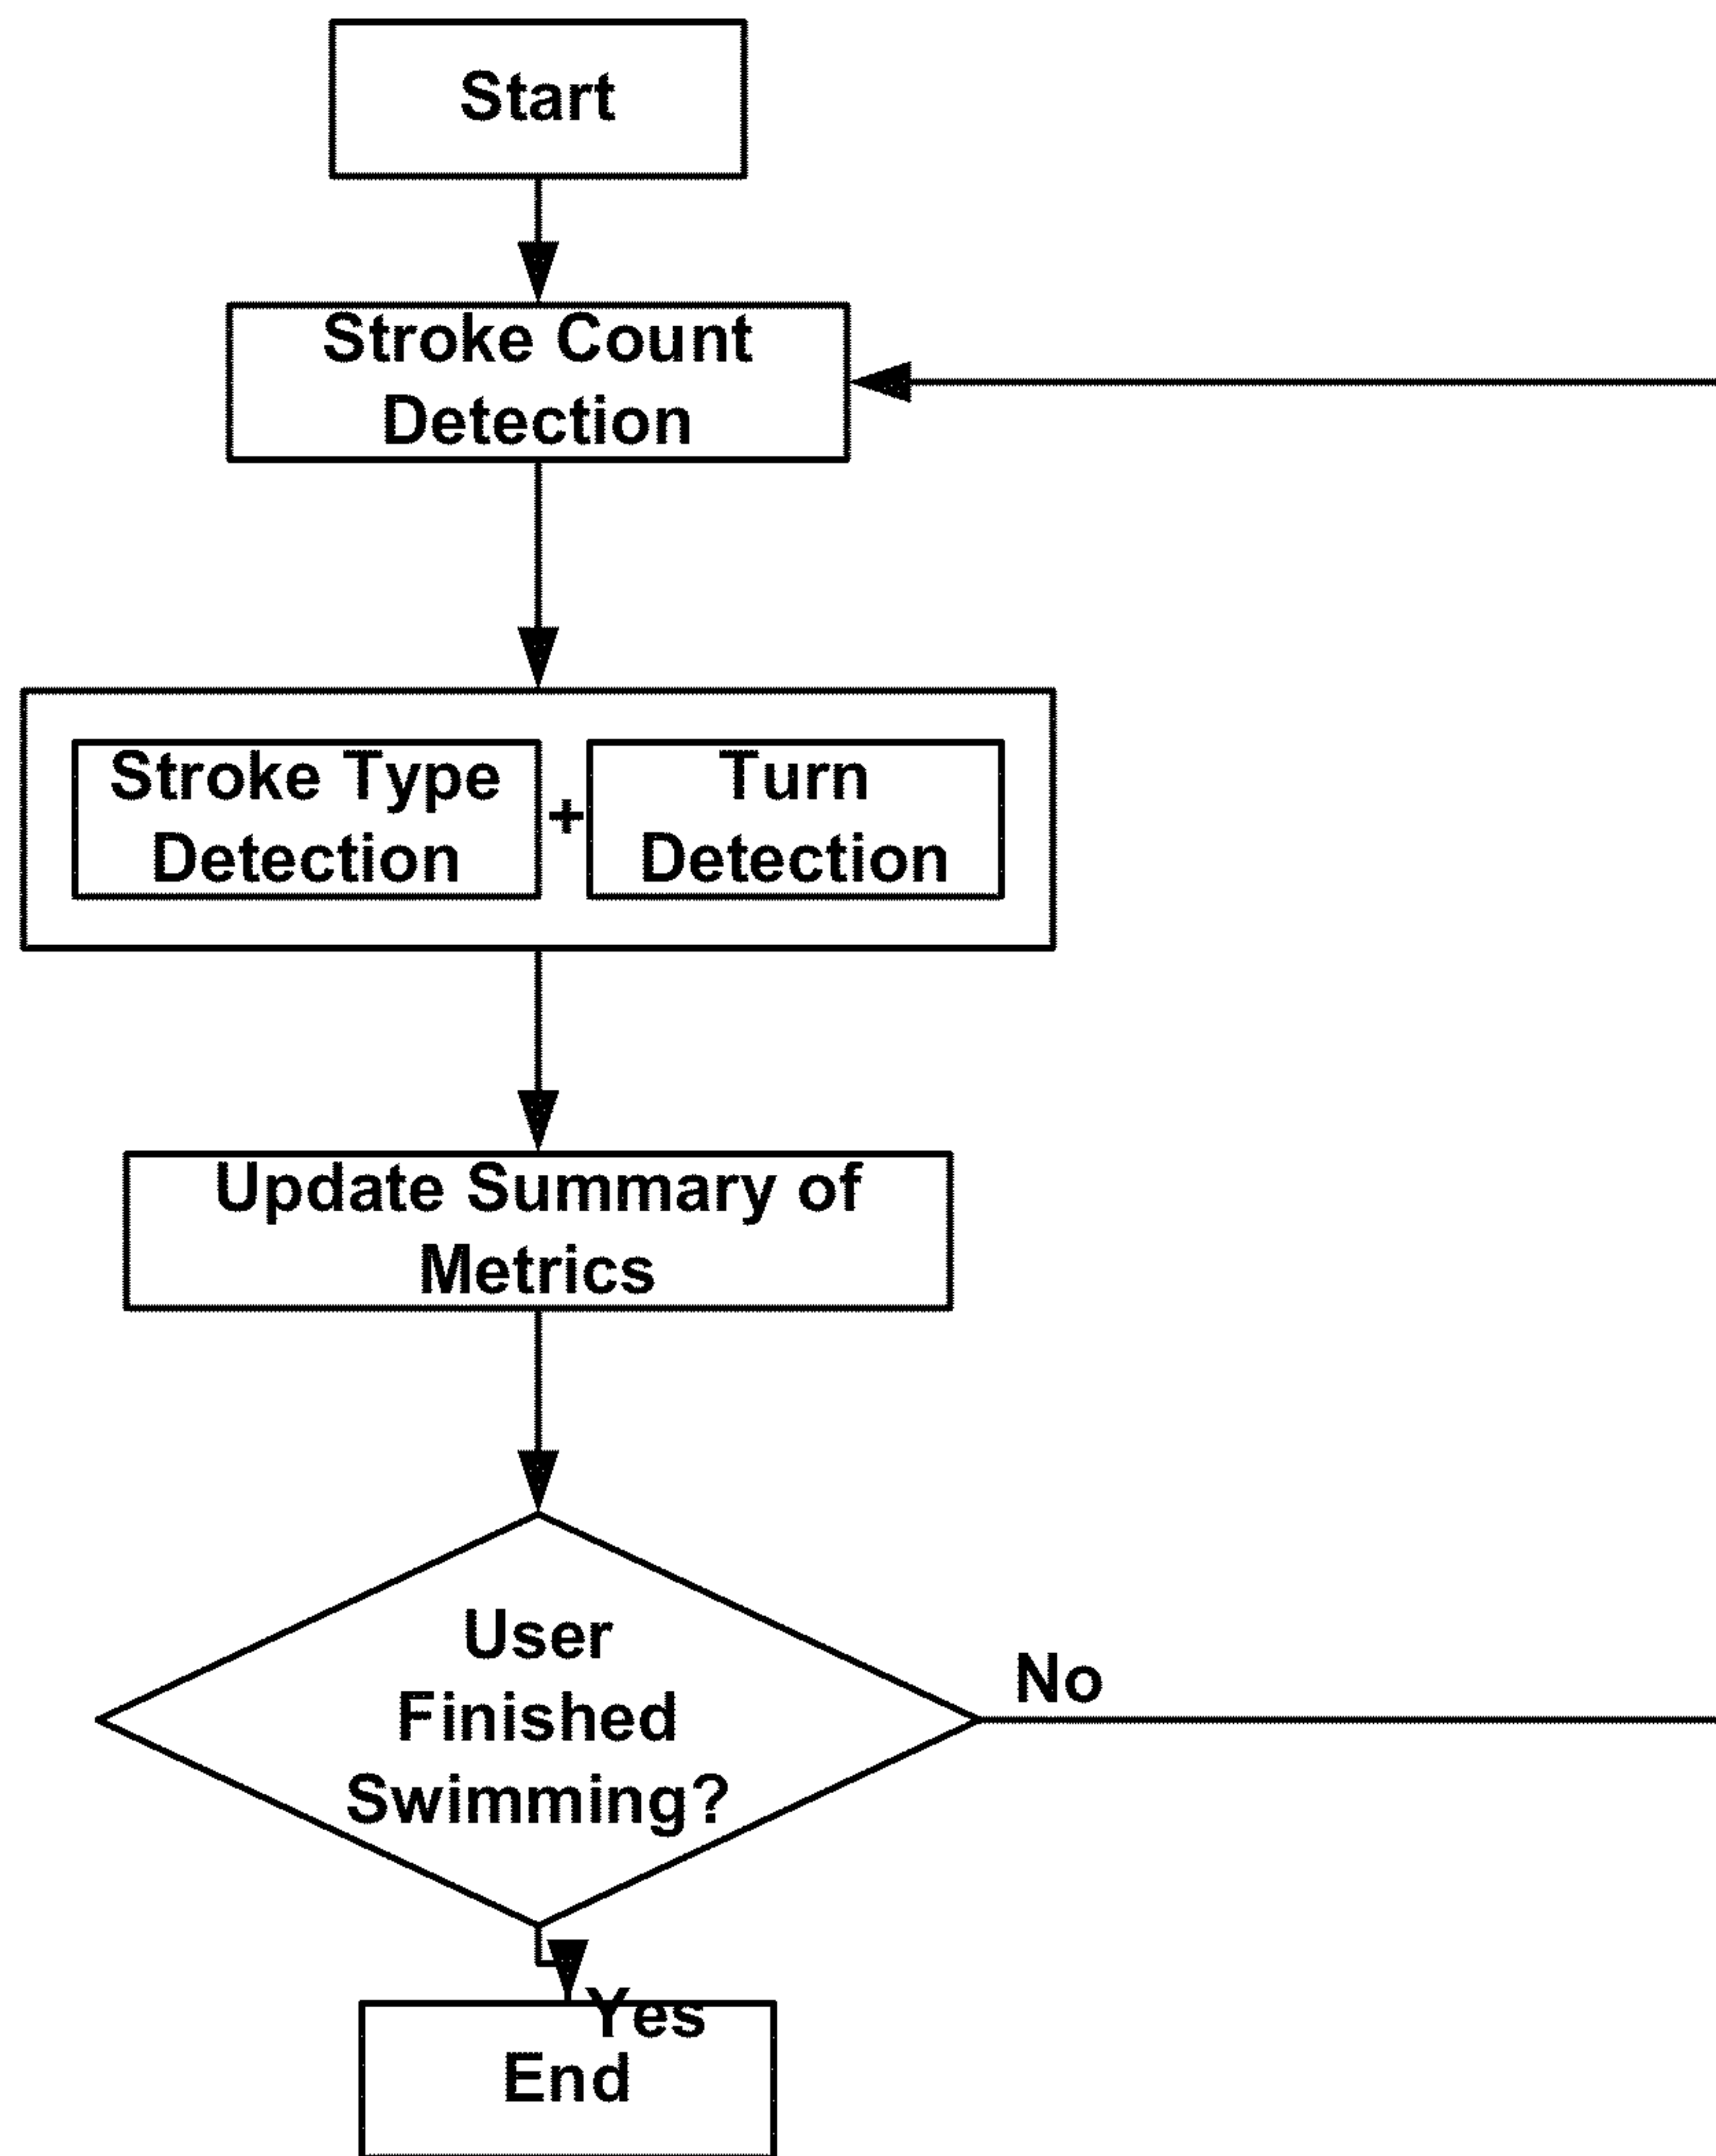 Start
Stroke Count
Detection
Stroke Type
Detection
+
Turn
Detection
Update Summary of
Metrics
User
Finished
Swimming?
No
Yes
End